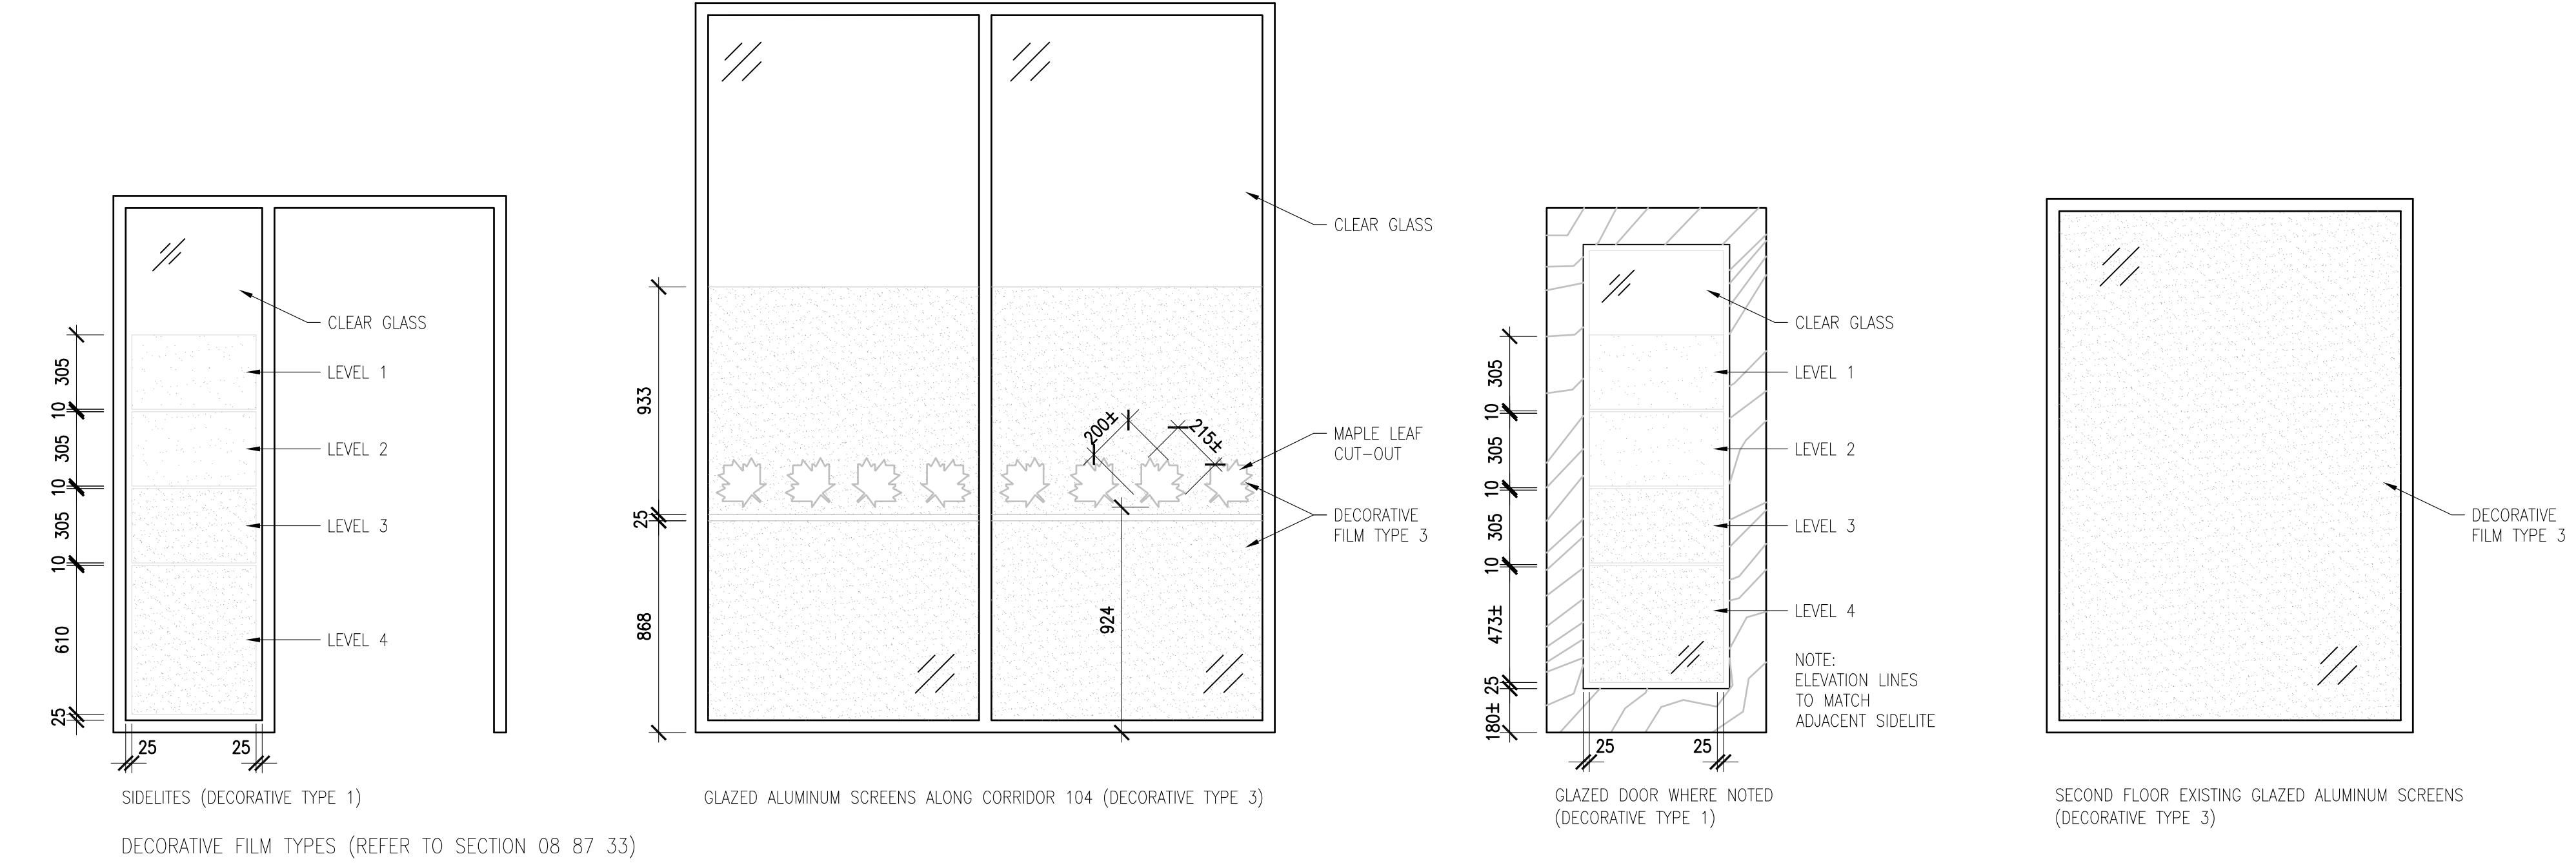 CLEAR GLASS
LEVEL 1
LEVEL 2
LEVEL 3
LEVEL 4
305
10
305
10
305
10
610
25
25
25
SIDELITES (DECORATIVE TYPE 1)
DECORATIVE FILM TYPES (REFER TO SECTION 08 87 33)
933
25
868
200±
215±
924
CLEAR GLASS
MAPLE LEAF
CUT-OUT
DECORATIVE
FILM TYPE 3
GLAZED ALUMINUM SCREENS ALONG CORRIDOR 104 (DECORATIVE TYPE 3)
305
10
305
10
305
10
473±
25
180±
25
25
CLEAR GLASS
LEVEL 1
LEVEL 2
LEVEL 3
LEVEL 4
NOTE:
ELEVATION LINES
TO MATCH
ADJACENT SIDELITE
GLAZED DOOR WHERE NOTED
(DECORATIVE TYPE 1)
DECORATIVE
FILM TYPE 3
SECOND FLOOR EXISTING GLAZED ALUMINUM SCREENS
(DECORATIVE TYPE 3)